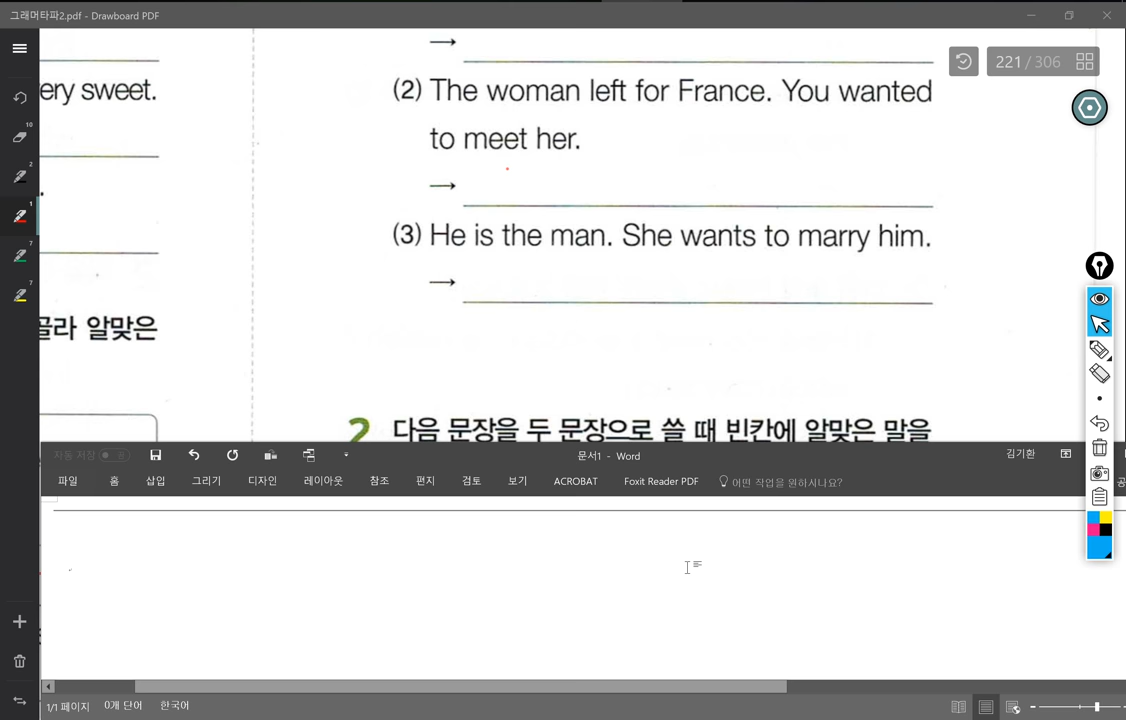 그래머타파2.pdf - Drawboard PDF
221 / 306
ery sweet.
10
2
1
7
7
골라 알맞은
→
(2) The woman left for France. You wanted
to meet her.
→
(3) He is the man. She wants to marry him.
→
2 다음 문장을 두 문장으로 쓸 때 빈칸에 알맞은 말을
자동 저장
문서1 - Word
김기환
파일 홈 삽입 그리기 디자인 레이아웃 참조 편지 검토 보기 ACROBAT Foxit Reader PDF 어떤 작업을 원하시나요? 공
1/1 페이지 0개 단어 한국어